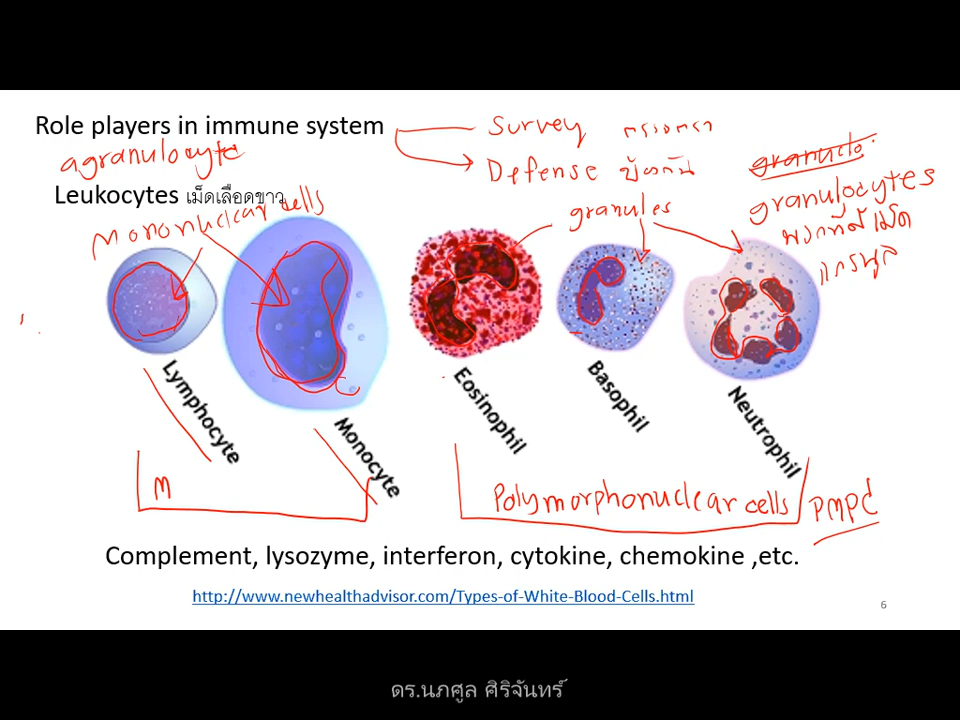 Role players in immune system
Survey ตรวจตรา
Defense ป้องกัน
agranulocyte
Leukocytes เม็ดเลือดขาว
mononuclear cells
granules
granulo.
granulocytes
พวกที่มีเม็ด
แกรนูล
Lymphocyte
Monocyte
Eosinophil
Basophil
Neutrophil
M
Polymorphonuclear cells
PMPC
Complement, lysozyme, interferon, cytokine, chemokine ,etc.
http://www.newhealthadvisor.com/Types-of-White-Blood-Cells.html
6
ดร.นภศูล ศิริจันทร์